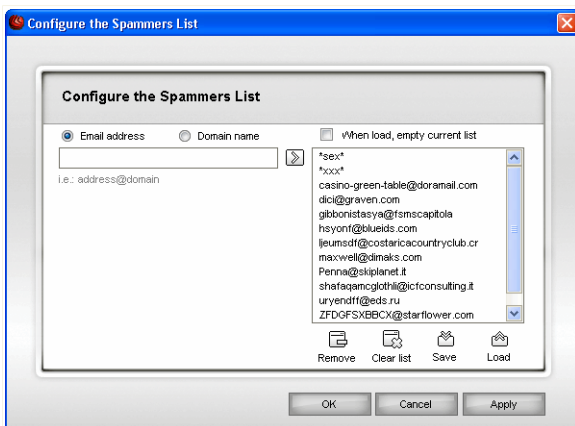 Configure the Spammers List
Configure the Spammers List
Email address
Domain name
i.e.: address@domain
When load, empty current list
*sex*
*xxx*
casino-green-table@doramail.com
dici@graven.com
gibbonistasya@fsmscapitola
hsyonf@blueids.com
ljeumsdf@costaricacountryclub.cr
maxwell@dimaks.com
Penna@skiplanet.it
shafaqamcglothli@icfconsulting.it
uryendff@eds.ru
ZFDGFSXBBCX@starflower.com
Remove
Clear list
Save
Load
OK
Cancel
Apply